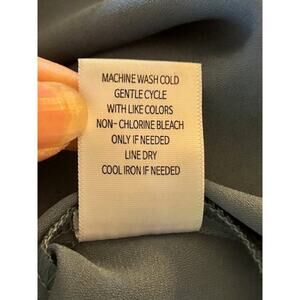 MACHINE WASH COLD
GENTLE CYCLE
WITH LIKE COLORS
NON- CHLORINE BLEACH
ONLY IF NEEDED
LINE DRY
COOL IRON IF NEEDED